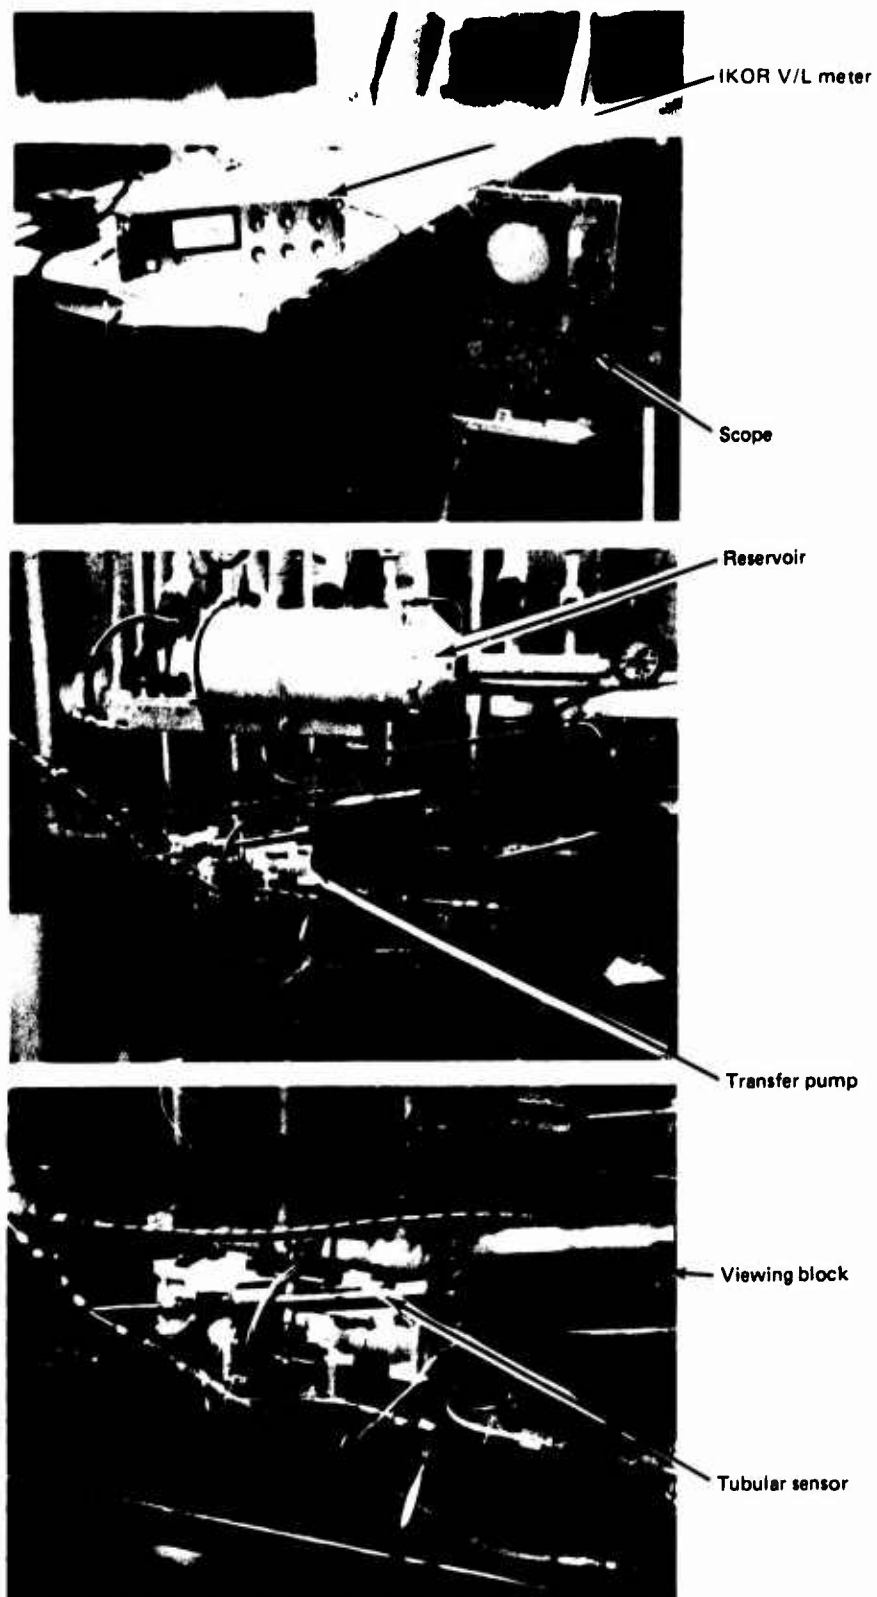 IKOR V/L meter
Scope
Reservoir
Transfer pump
Viewing block
Tubular sensor